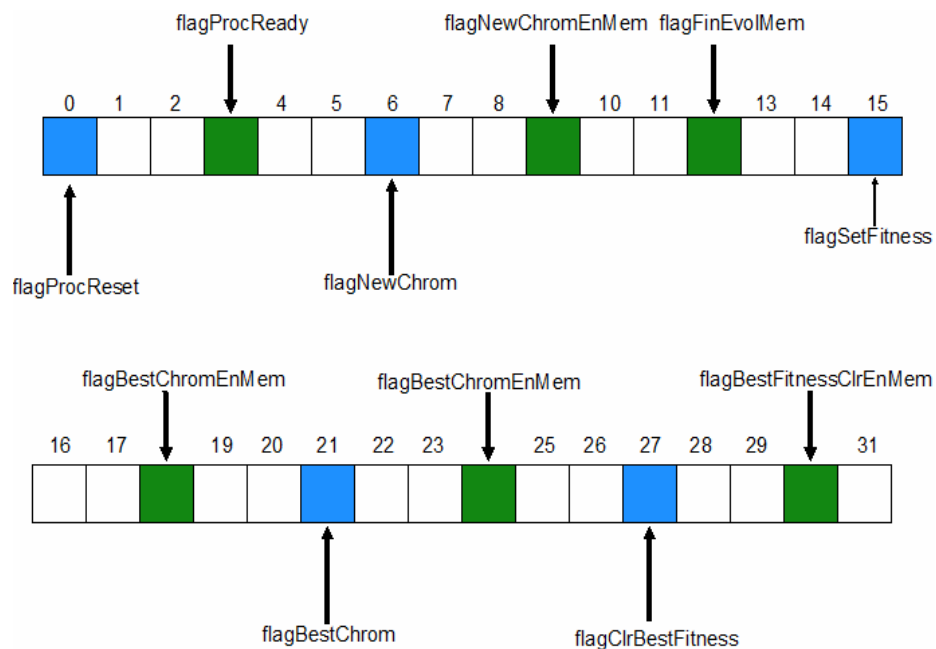 flagProcReady flagNewChromEnMem flagFinEvolMem
0 1 2 4 5 6 7 8 10 11 13 14 15
flagSetFitness
flagProcReset flagNewChrom
flagBestChromEnMem flagBestChromEnMem flagBestFitnessClrEnMem
16 17 19 20 21 22 23 25 26 27 28 29 31
flagBestChrom flagClrBestFitness